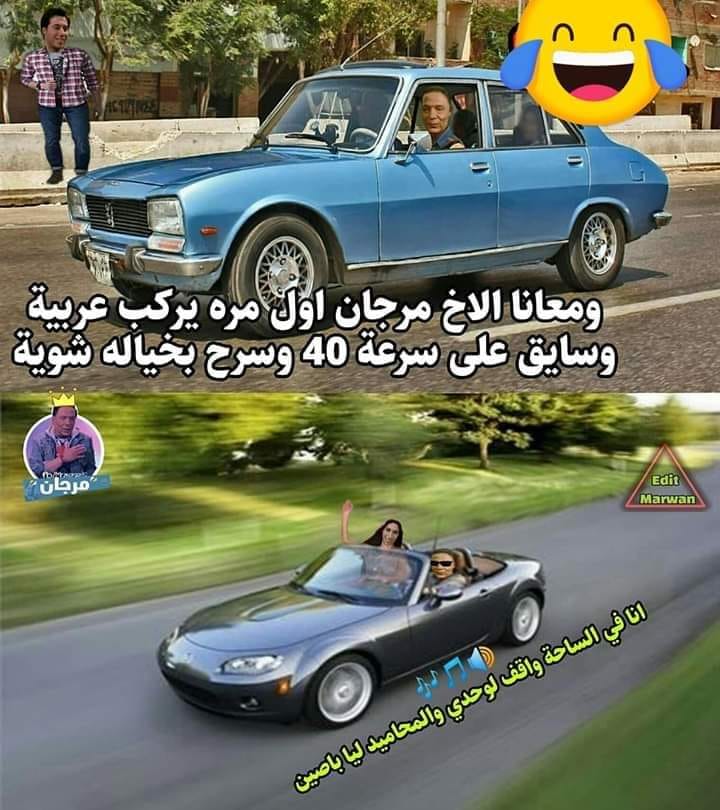 ومعانا الاخ مرجان اول مره يركب عربية
وسايق على سرعة 40 وسرح بخياله شوية
مرجان
Edit
Marwan
انا في الساحة واقف لوحدي والمحاميد ليا باصين